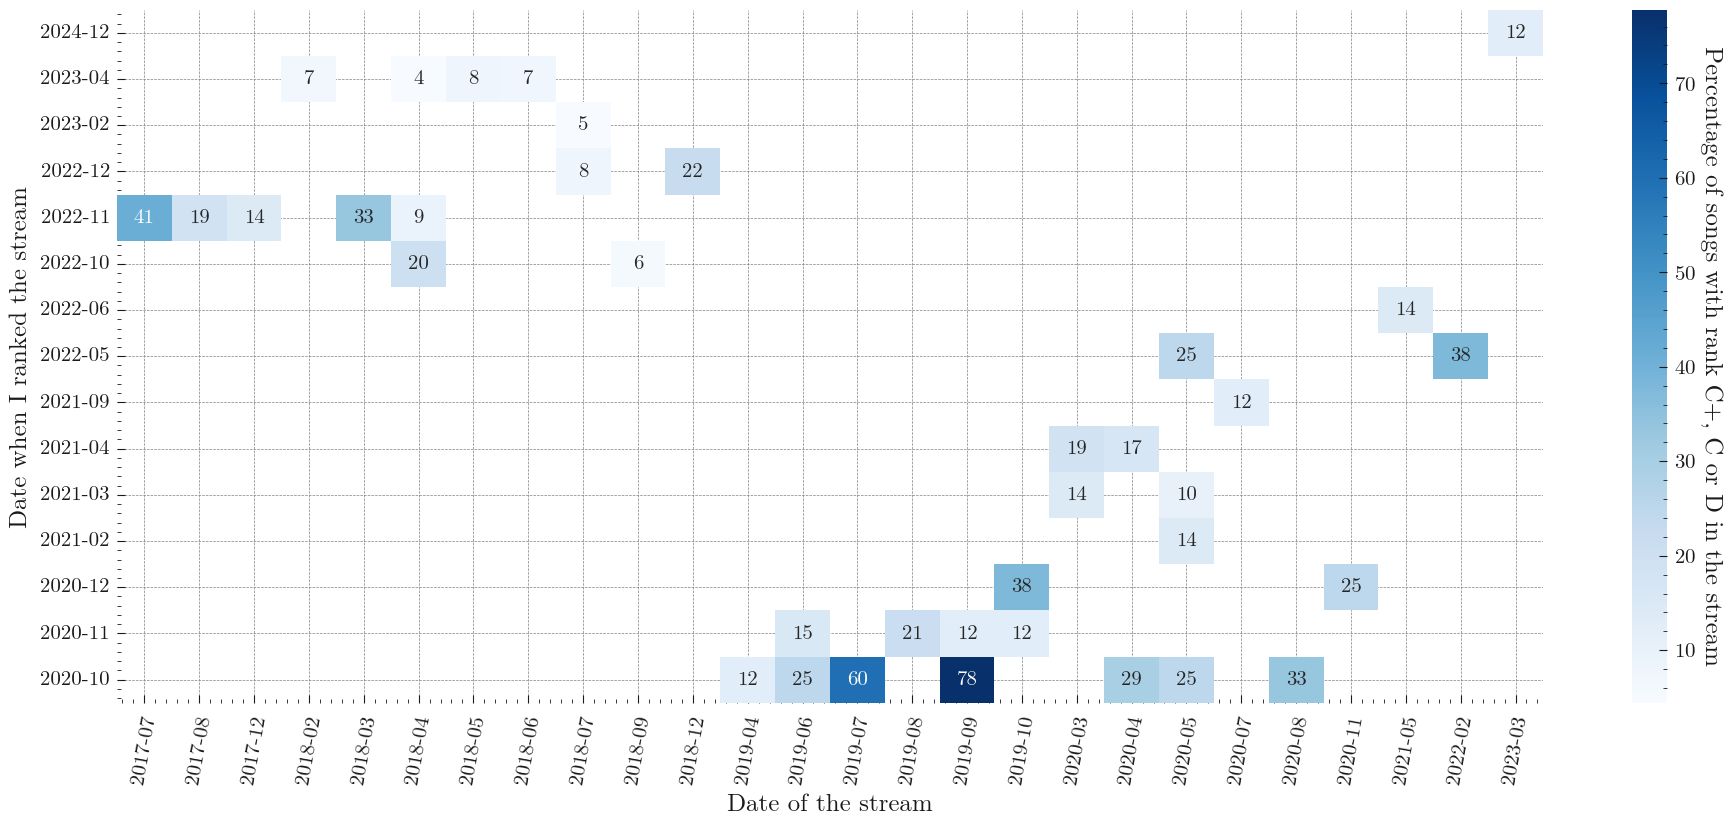 2024-12 12
2023-04 7 4 8 7
2023-02 5
2022-12 8 22
2022-11 41 19 14 33 9
2022-10 20 6
2022-06 14
2022-05 25 38
2021-09 12
2021-04 19 17
2021-03 14 10
2021-02 14
2020-12 38 25
2020-11 15 21 12 12
2020-10 12 25 60 78 29 25 33
Date when I ranked the stream
2017-07 2017-08 2017-12 2018-02 2018-03 2018-04 2018-05 2018-06 2018-07 2018-09 2018-12 2019-04 2019-06 2019-07 2019-08 2019-09 2019-10 2020-03 2020-04 2020-05 2020-07 2020-08 2020-11 2021-05 2022-02 2023-03
Date of the stream
70
60
50
40
30
20
10
Percentage of songs with rank C+, C or D in the stream